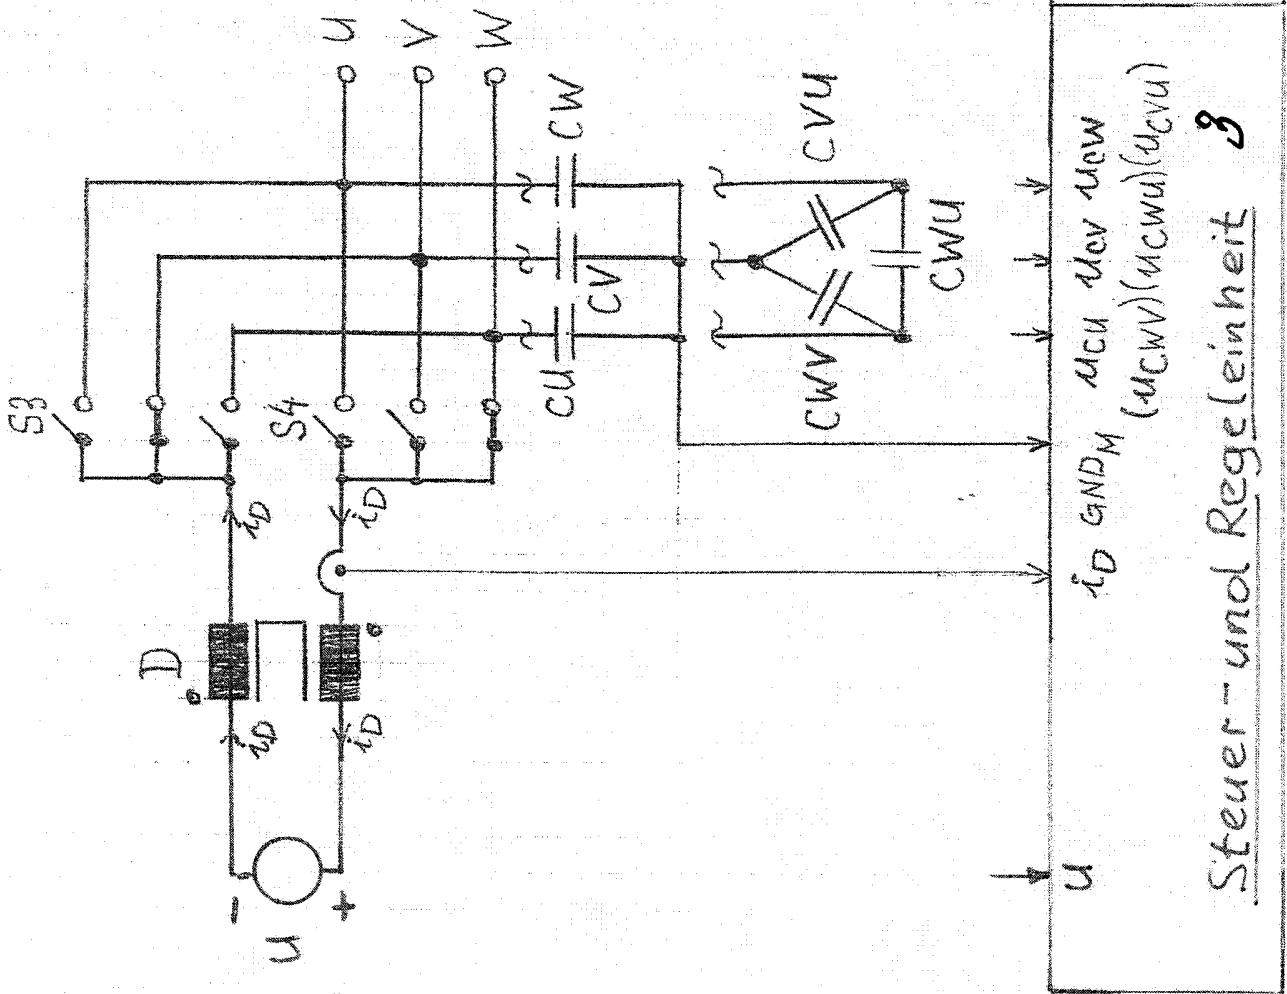 S3
S4
U
V
W
D
iD
iD
iD
iD
u
-
+
CU
CV
CW
CWV
CWU
CVU
u
iD GNDM uCU uCV uCW
(uCWV)(uCWU)(uCVU)
Steuer- und Regeleinheit 3